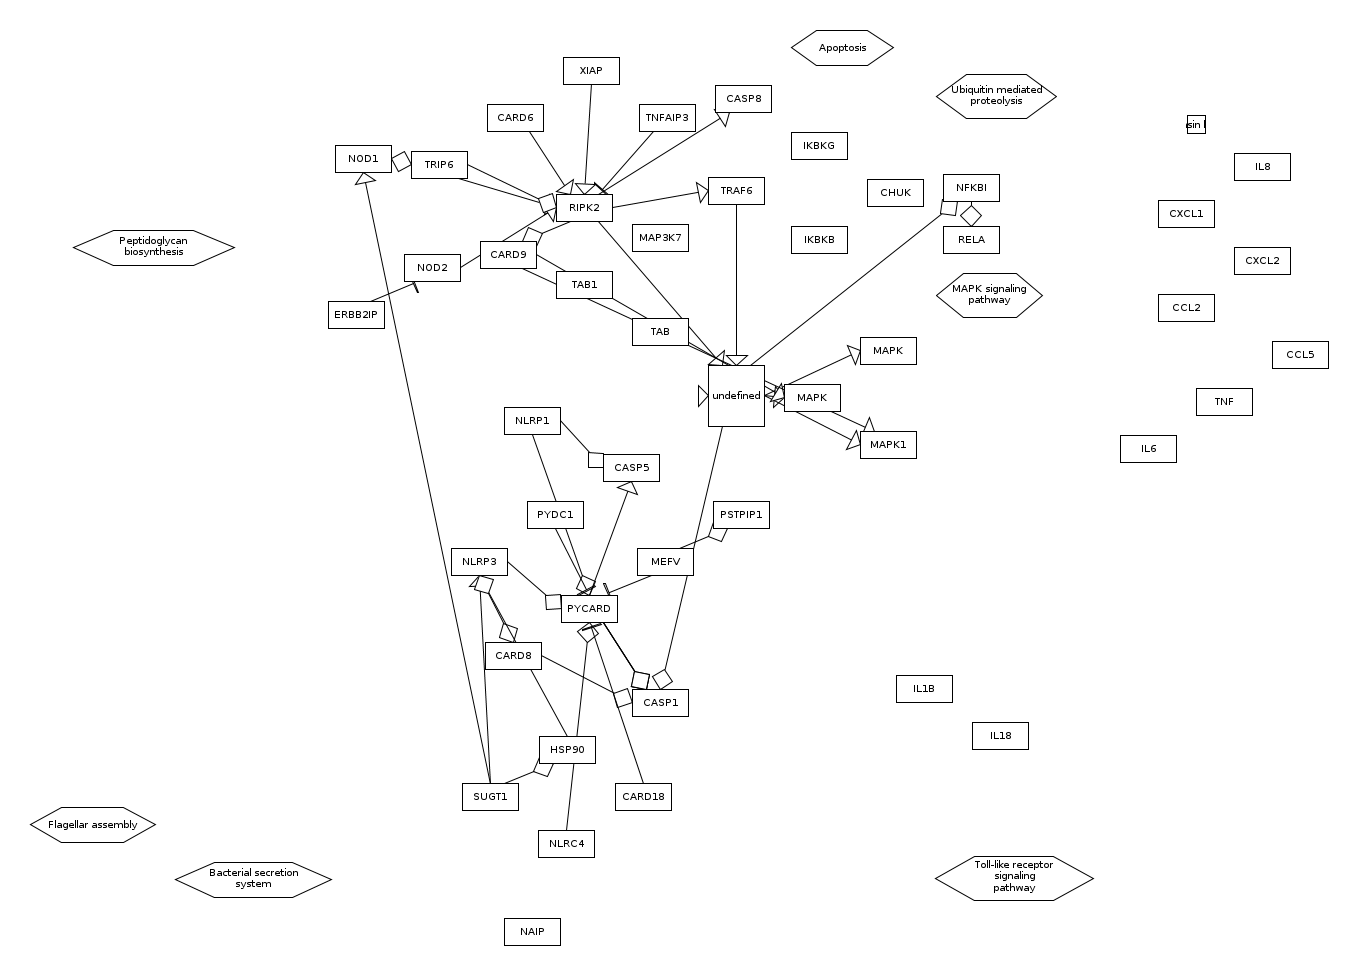 Apoptosis
XIAP
Ubiquitin mediated
proteolysis
CASP8
CARD6
TNFAIP3
sin
IKBKG
NOD1
TRIP6
IL8
TRAF6
CHUK
NFKBI
RIPK2
CXCL1
MAP3K7
IKBKB
RELA
Peptidoglycan
biosynthesis
CARD9
NOD2
CXCL2
TAB1
MAPK signaling
pathway
ERBB2IP
CCL2
TAB
MAPK
CCL5
undefined
MAPK
TNF
NLRP1
MAPK1
IL6
CASP5
PYDC1
PSTPIP1
NLRP3
MEFV
PYCARD
CARD8
IL1B
CASP1
IL18
HSP90
SUGT1
CARD18
Flagellar assembly
NLRC4
Bacterial secretion
system
Toll-like receptor
signaling
pathway
NAIP